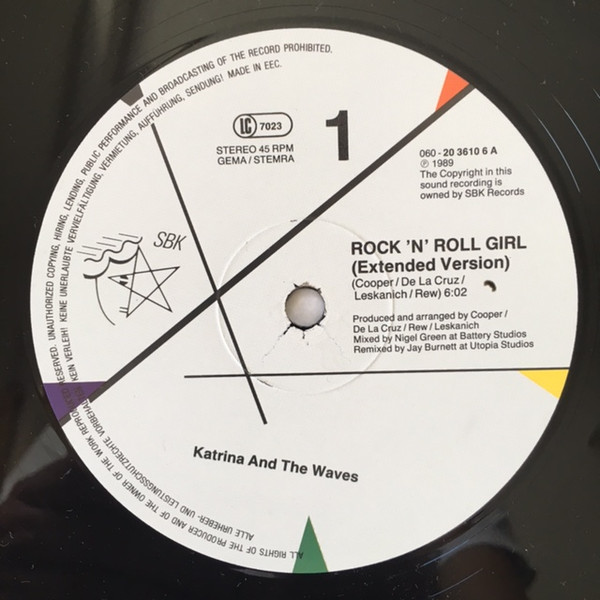 ALL RIGHTS OF THE PRODUCER AND OF THE OWNER OF THE WORK REPRODUCED RESERVED. UNAUTHORIZED COPYING, HIRING, LENDING, PUBLIC PERFORMANCE AND BROADCASTING OF THE RECORD PROHIBITED.
ALLE URHEBER- UND LEISTUNGSSCHUTZRECHTE VORBEHALTEN. KEIN VERLEIH! KEINE UNERLAUBTE VERVIELFÄLTIGUNG, VERMIETUNG, AUFFÜHRUNG, SENDUNG! MADE IN EEC.
LC 7023
STEREO 45 RPM
GEMA / STEMRA
1
060 - 20 3610 6 A
℗ 1989
The Copyright in this
sound recording is
owned by SBK Records
SBK
ROCK 'N' ROLL GIRL
(Extended Version)
(Cooper / De La Cruz /
Leskanich / Rew) 6:02
Produced and arranged by Cooper /
De La Cruz / Rew / Leskanich
Mixed by Nigel Green at Battery Studios
Remixed by Jay Burnett at Utopia Studios
Katrina And The Waves